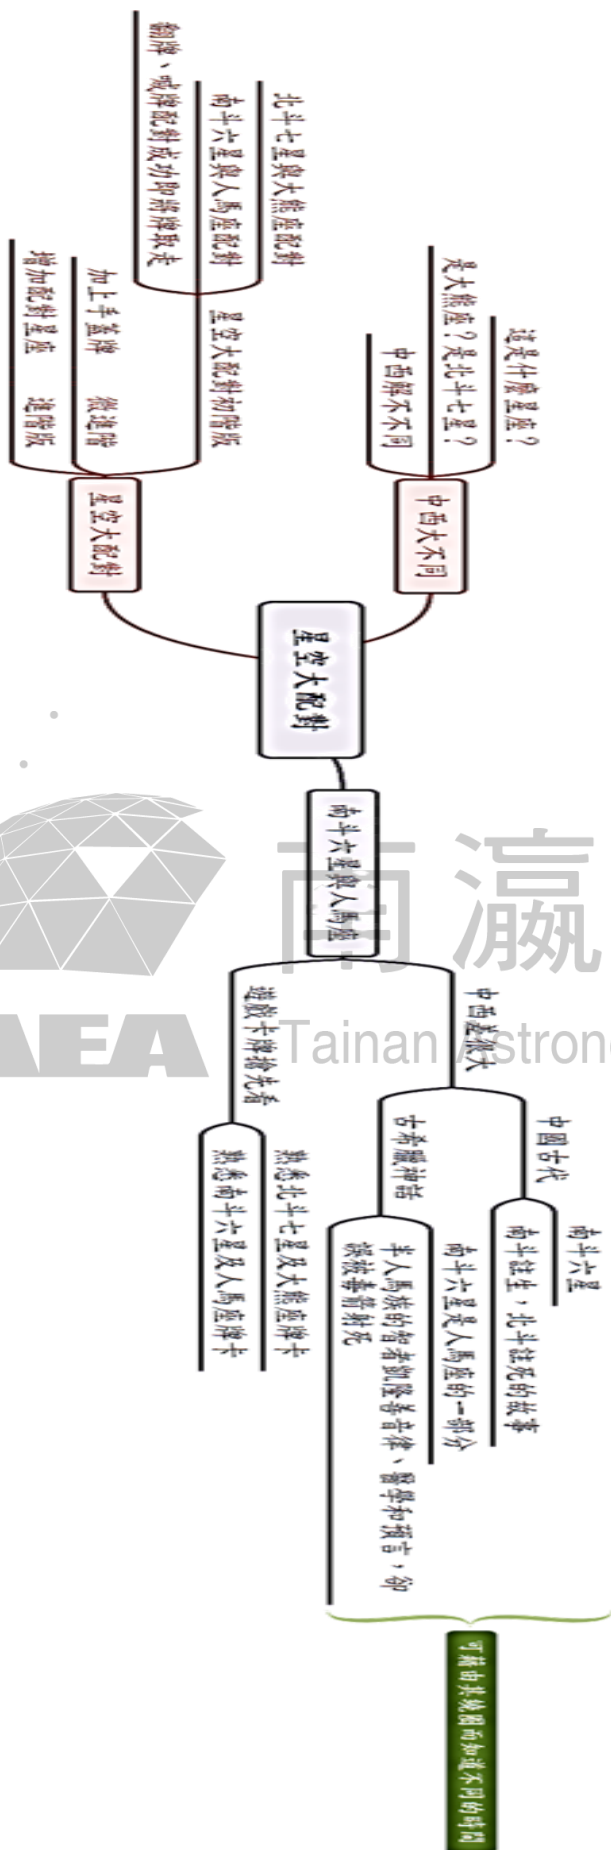 星空大配對
中西大不同
這是什麼星座？
是大熊座？是北斗七星？
中西解不不同
星空大配對
星空大配對初階版
北斗七星與大熊座配對
南斗六星與人馬座配對
翻牌、喊牌配對成功即將牌取走
加上手蓋牌 微進階
增加配對星座 進階版
南斗六星與人馬座
中西差很大
中國古代
南斗六星
南斗註生，北斗註死的故事
古希臘神話
南斗六星是人馬座的一部分
半人馬族的智者凱隆善音律、醫學和預言，卻
誤被毒箭射死
遊戲卡牌搶先看
熟悉北斗七星及大熊座牌卡
熟悉南斗六星及人馬座牌卡
可藉由其繞圈而知道不同的時間
南瀛
AEA
Tainan Astron